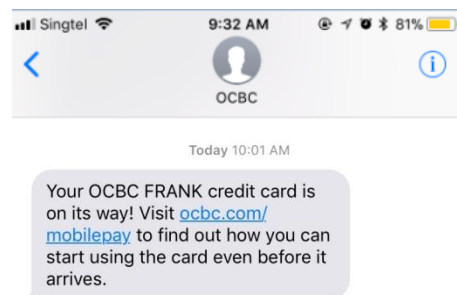 Singtel 9:32 AM 81%
OCBC
Today 10:01 AM
Your OCBC FRANK credit card is
on its way! Visit ocbc.com/
mobilepay to find out how you can
start using the card even before it
arrives.